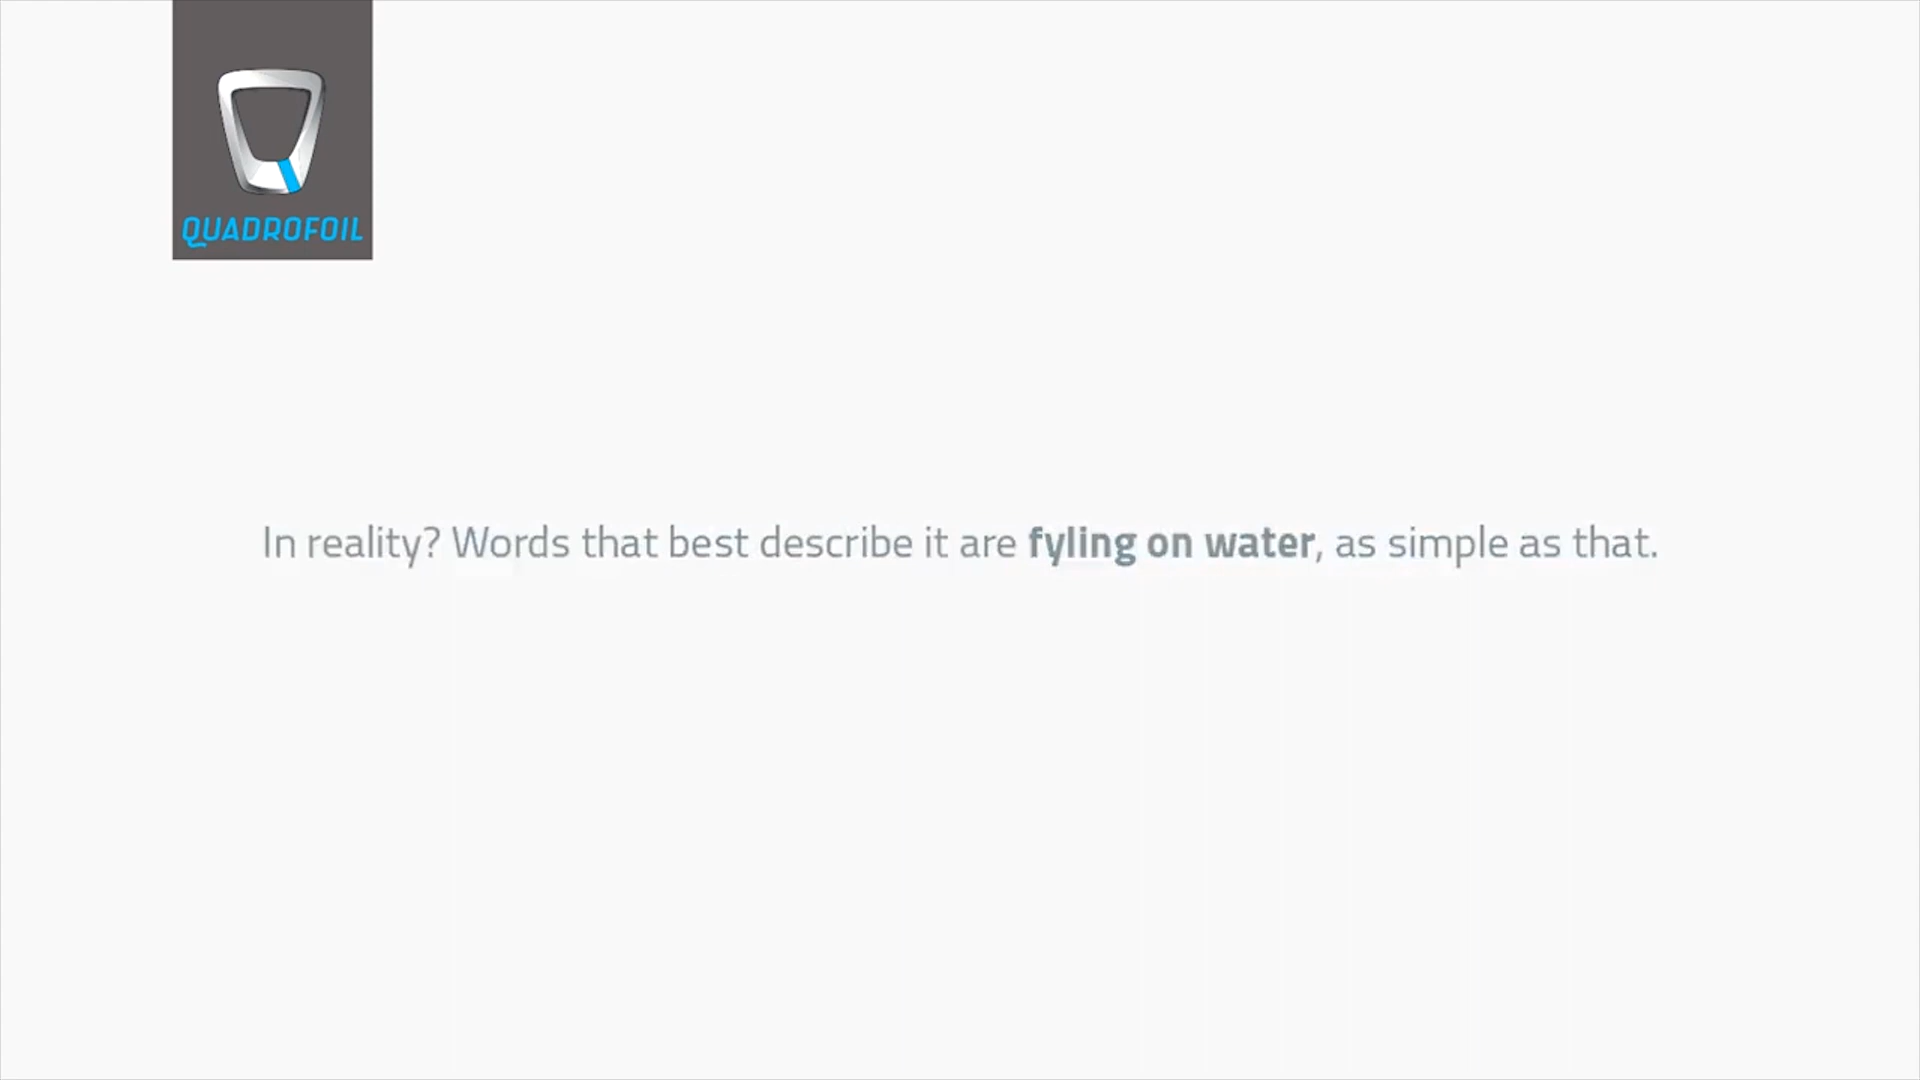 QUADROFOIL
In reality? Words that best describe it are fyling on water, as simple as that.